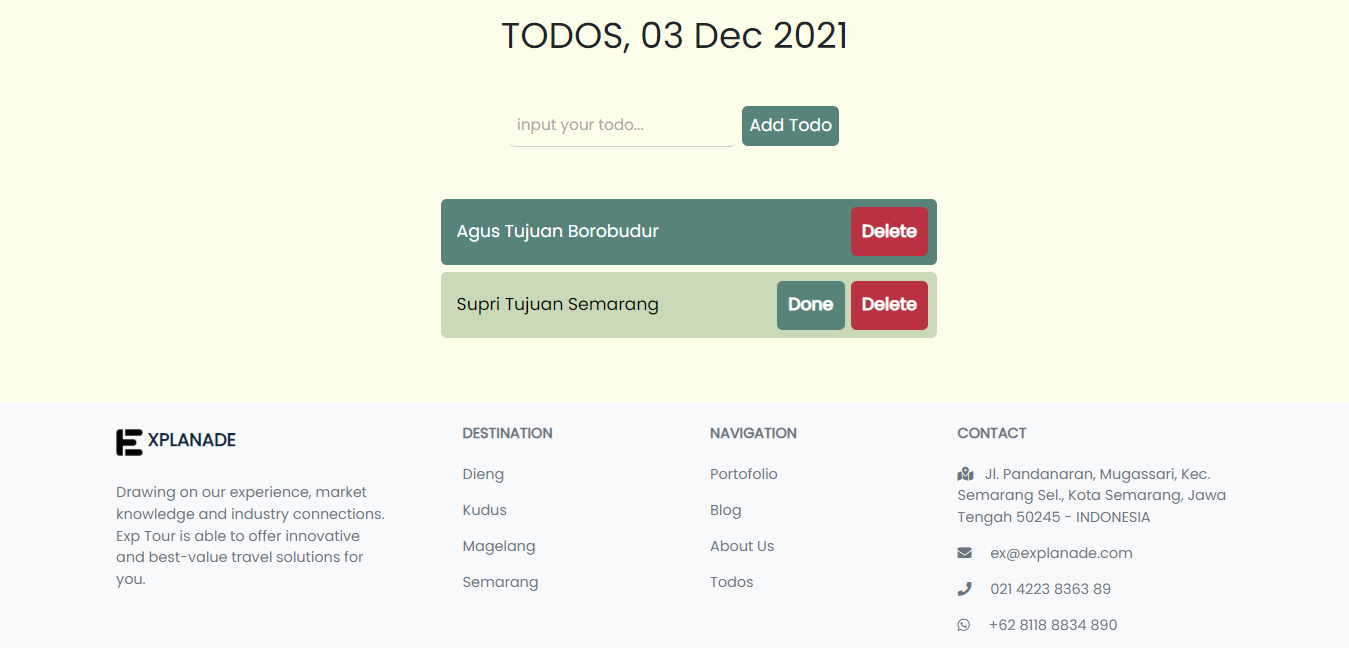 TODOS, 03 Dec 2021
input your todo...
Add Todo
Agus Tujuan Borobudur
Delete
Supri Tujuan Semarang
Done
Delete
EXPLANADE
Drawing on our experience, market
knowledge and industry connections.
Exp Tour is able to offer innovative
and best-value travel solutions for
you.
DESTINATION
Dieng
Kudus
Magelang
Semarang
NAVIGATION
Portofolio
Blog
About Us
Todos
CONTACT
Jl. Pandanaran, Mugassari, Kec.
Semarang Sel., Kota Semarang, Jawa
Tengah 50245 - INDONESIA
ex@explanade.com
021 4223 8363 89
+62 8118 8834 890